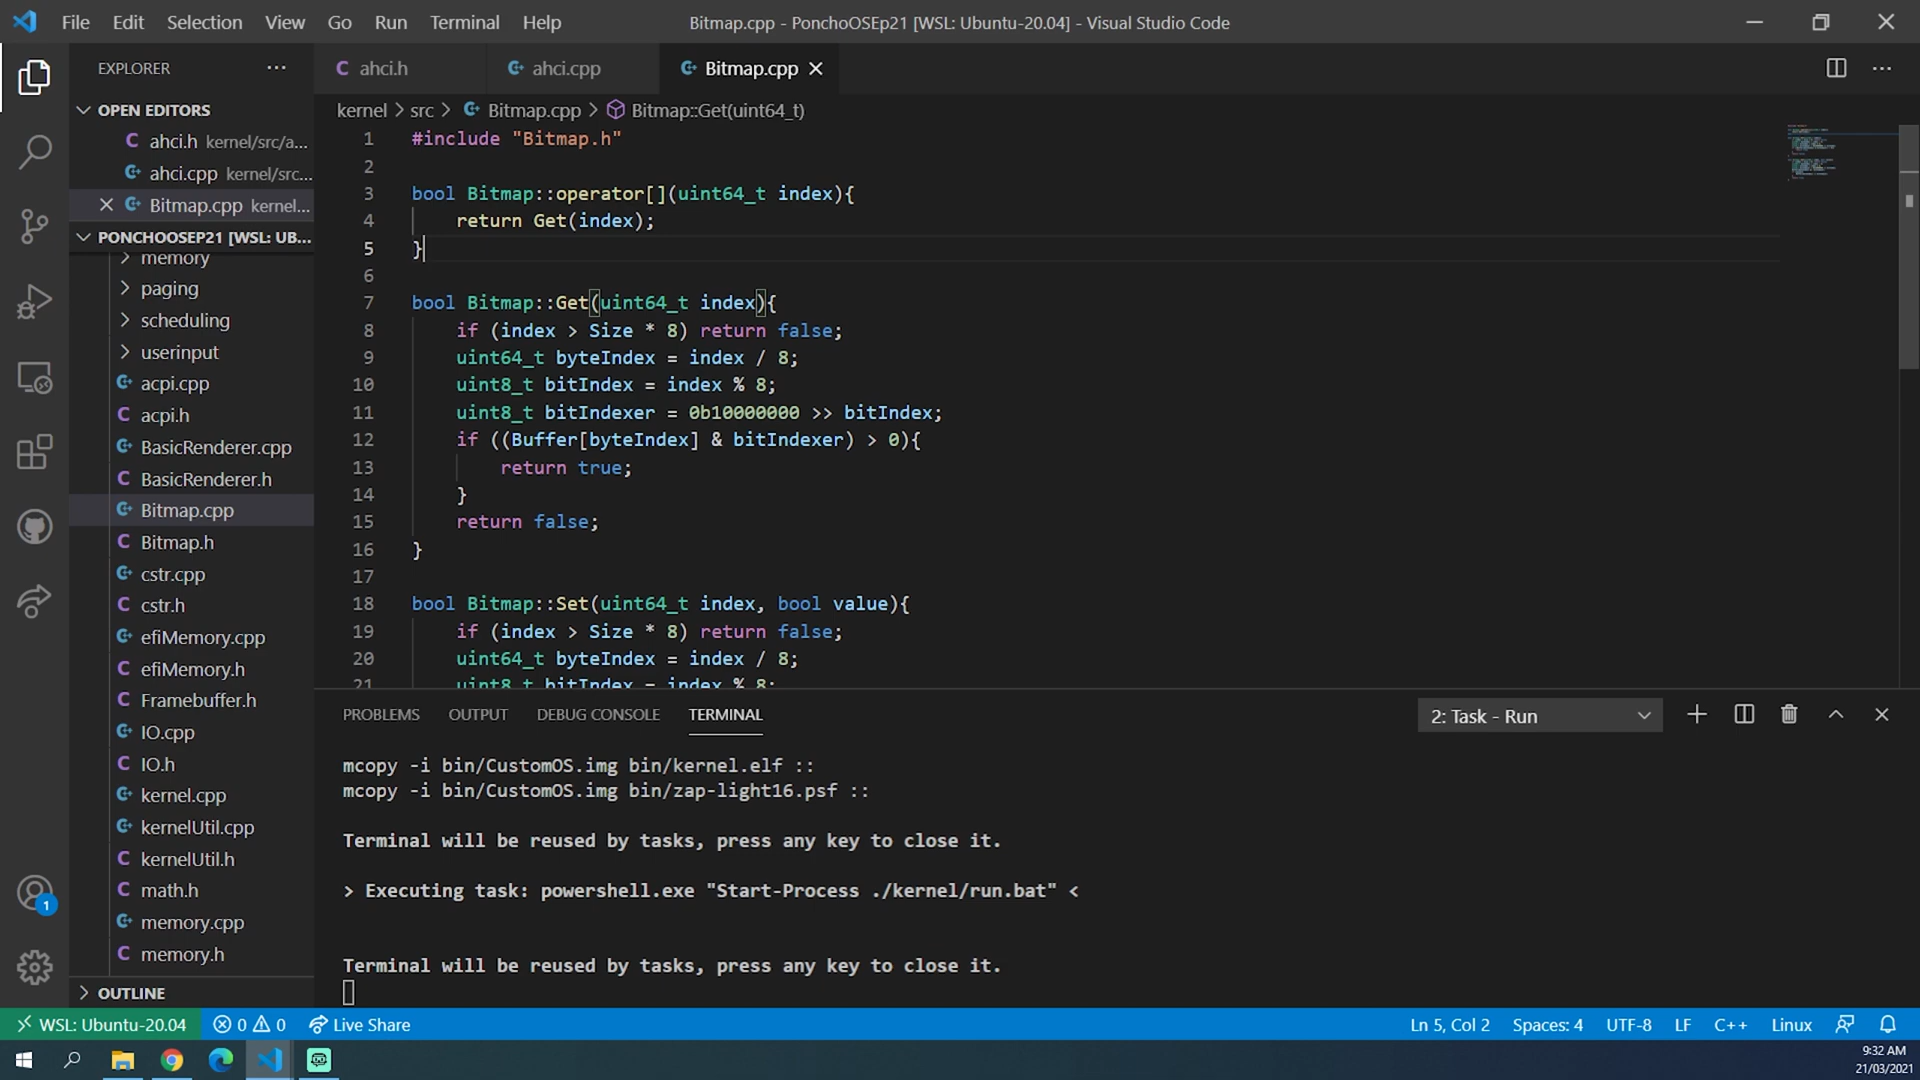 File Edit Selection View Go Run Terminal Help
Bitmap.cpp - PonchoOSEp21 [WSL: Ubuntu-20.04] - Visual Studio Code
EXPLORER
OPEN EDITORS
ahci.h kernel/src/a...
ahci.cpp kernel/src...
Bitmap.cpp kernel...
PONCHOOSEP21 [WSL: UB...
memory
paging
scheduling
userinput
acpi.cpp
acpi.h
BasicRenderer.cpp
BasicRenderer.h
Bitmap.cpp
Bitmap.h
cstr.cpp
cstr.h
efiMemory.cpp
efiMemory.h
Framebuffer.h
IO.cpp
IO.h
kernel.cpp
kernelUtil.cpp
kernelUtil.h
math.h
memory.cpp
memory.h
OUTLINE
ahci.h ahci.cpp Bitmap.cpp
kernel > src > Bitmap.cpp > Bitmap::Get(uint64_t)
1 #include "Bitmap.h"
2
3 bool Bitmap::operator[](uint64_t index){
4 return Get(index);
5 }
6
7 bool Bitmap::Get(uint64_t index){
8 if (index > Size * 8) return false;
9 uint64_t byteIndex = index / 8;
10 uint8_t bitIndex = index % 8;
11 uint8_t bitIndexer = 0b10000000 >> bitIndex;
12 if ((Buffer[byteIndex] & bitIndexer) > 0){
13 return true;
14 }
15 return false;
16 }
17
18 bool Bitmap::Set(uint64_t index, bool value){
19 if (index > Size * 8) return false;
20 uint64_t byteIndex = index / 8;
21 uint8_t bitIndex = index % 8;
PROBLEMS OUTPUT DEBUG CONSOLE TERMINAL
2: Task - Run
mcopy -i bin/CustomOS.img bin/kernel.elf ::
mcopy -i bin/CustomOS.img bin/zap-light16.psf ::
Terminal will be reused by tasks, press any key to close it.
> Executing task: powershell.exe "Start-Process ./kernel/run.bat" <
Terminal will be reused by tasks, press any key to close it.
1
WSL: Ubuntu-20.04 0 0 Live Share
Ln 5, Col 2 Spaces: 4 UTF-8 LF C++ Linux
9:32 AM
21/03/2021